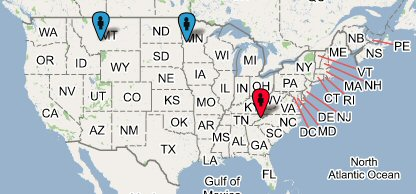 WA
MT
ND
MN
NB
PE
OR
ID
WY
SD
WI
MI
ME
NS
NV
UT
CO
NE
IA
IL
IN
OH
PA
NY
VT
NH
MA
CT
RI
CA
AZ
NM
KS
OK
MO
AR
KY
WV
VA
TN
NC
NJ
DE
MD
DC
TX
LA
MS
AL
GA
SC
FL
Gulf of
North
Atlantic
Ocean